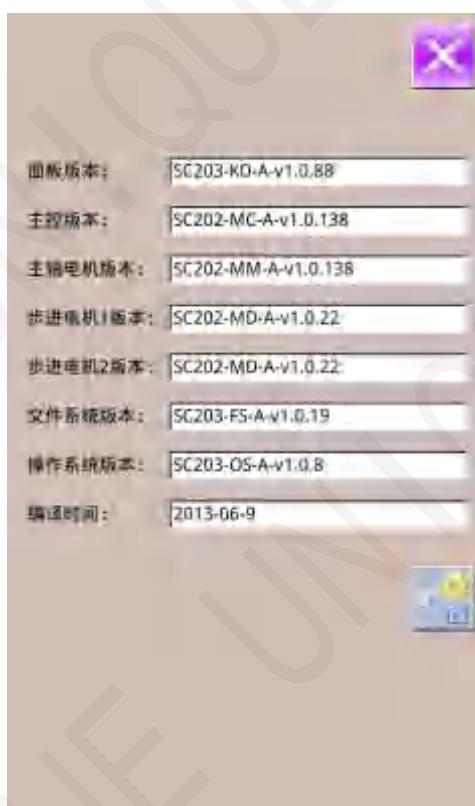 面板版本： SC203-KD-A-v1.0.88
主控版本： SC202-MC-A-v1.0.138
主轴电机版本： SC202-MM-A-v1.0.138
步进电机1版本： SC202-MD-A-v1.0.22
步进电机2版本： SC202-MD-A-v1.0.22
文件系统版本： SC203-FS-A-v1.0.19
操作系统版本： SC203-OS-A-v1.0.8
编译时间： 2013-06-9